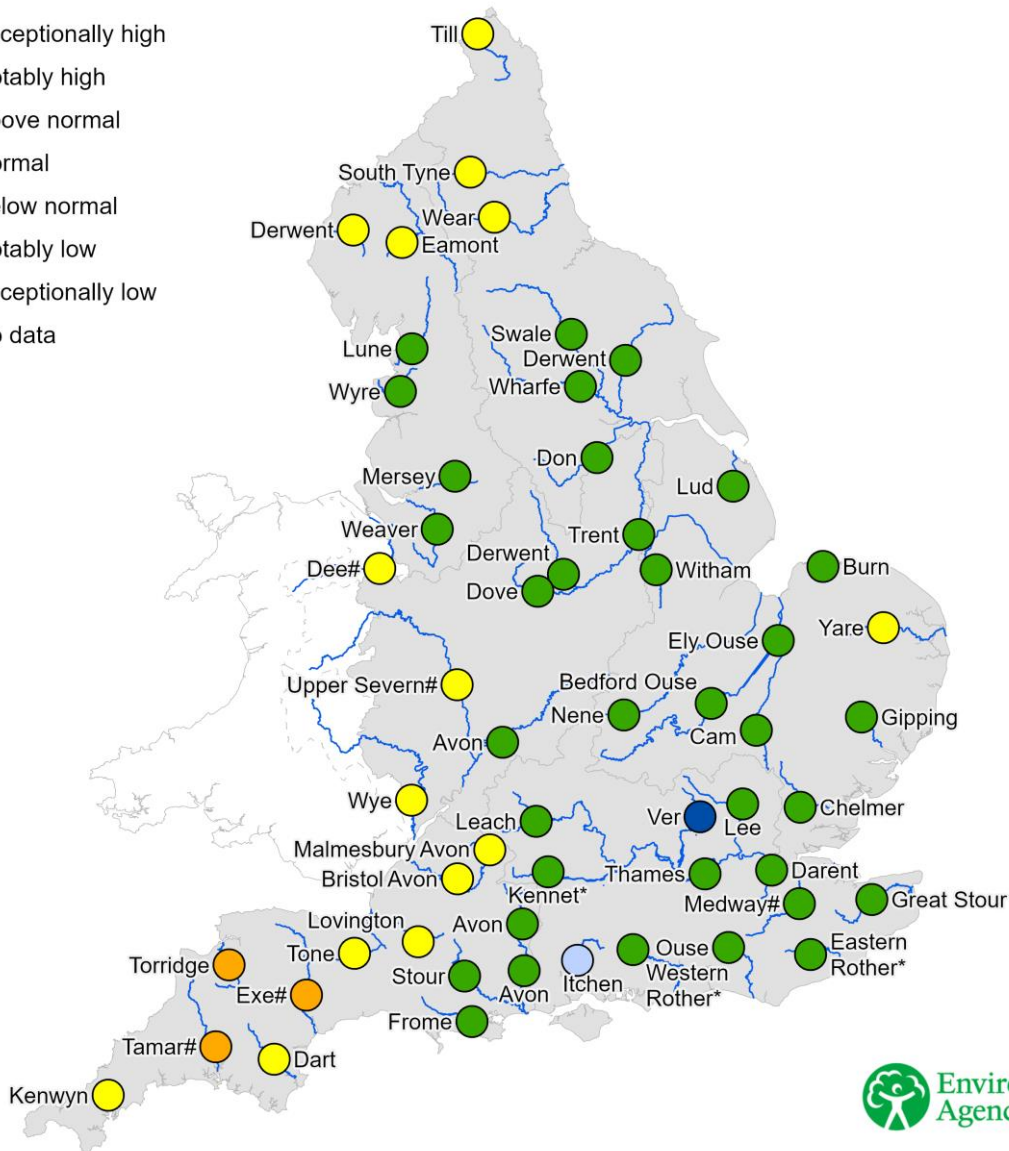 ceptionally high
tably high
ove normal
ormal
elow normal
tably low
ceptionally low
data
Till
South Tyne
Wear
Derwent
Eamont
Swale
Lune
Derwent
Wharfe
Wyre
Don
Mersey
Lud
Weaver
Trent
Derwent
Dee#
Witham
Burn
Dove
Yare
Ely Ouse
Upper Severn#
Bedford Ouse
Nene
Gipping
Cam
Avon
Wye
Ver
Lee
Chelmer
Leach
Malmesbury Avon
Bristol Avon
Kennet*
Thames
Darent
Medway#
Great Stour
Lovington
Avon
Tone
Ouse
Eastern
Rother*
Torridge
Stour
Itchen
Western
Rother*
Exe#
Avon
Frome
Tamar#
Dart
Kenwyn
Enviro
Agenc